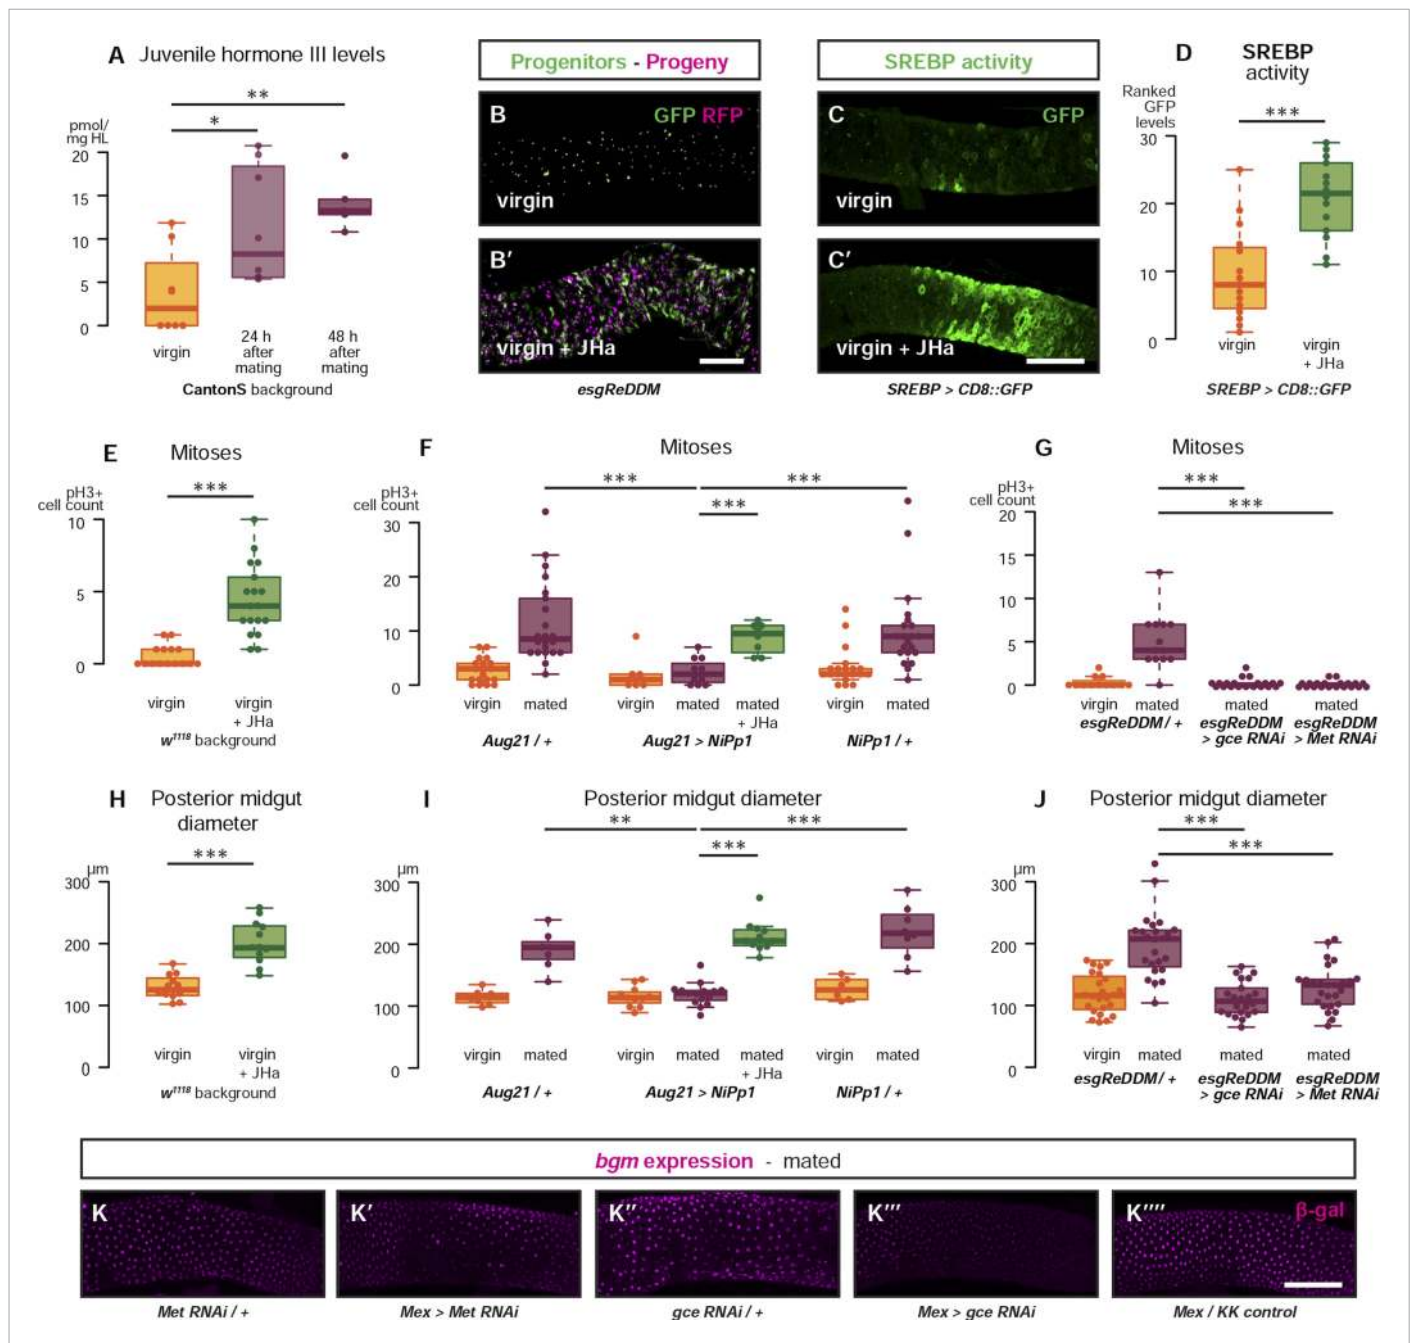 A Juvenile hormone III levels
**
*
pmol/
mg HL
20
15
10
5
0
virgin
24 h
after
mating
48 h
after
mating
CantonS background
Progenitors - Progeny
B
GFP RFP
virgin
B'
virgin + JHa
esgReDDM
SREBP activity
C
GFP
virgin
C'
virgin + JHa
SREBP > CD8::GFP
D SREBP
activity
Ranked
GFP
levels
***
30
20
10
0
virgin
virgin
+ JHa
SREBP > CD8::GFP
E Mitoses
***
pH3+
cell count
10
5
0
virgin
virgin
+ JHa
w1118 background
F Mitoses
*** ***
***
pH3+
cell count
30
20
10
0
virgin mated virgin mated mated
+ JHa virgin mated
Aug21 / + Aug21 > NiPp1 NiPp1 / +
G Mitoses
***
***
pH3+
cell count
20
15
10
5
0
virgin mated mated mated
esgReDDM / + esgReDDM
> gce RNAi esgReDDM
> Met RNAi
H Posterior midgut
diameter
***
µm
300
200
100
0
virgin
virgin
+ JHa
w1118 background
I Posterior midgut diameter
** ***
***
µm
300
200
100
0
virgin mated virgin mated mated
+ JHa virgin mated
Aug21 / + Aug21 > NiPp1 NiPp1 / +
J Posterior midgut diameter
***
***
µm
300
200
100
0
virgin mated mated mated
esgReDDM / + esgReDDM
> gce RNAi esgReDDM
> Met RNAi
bgm expression - mated
K
Met RNAi / +
K'
Mex > Met RNAi
K''
gce RNAi / +
K'''
Mex > gce RNAi
K''''
β-gal
Mex / KK control